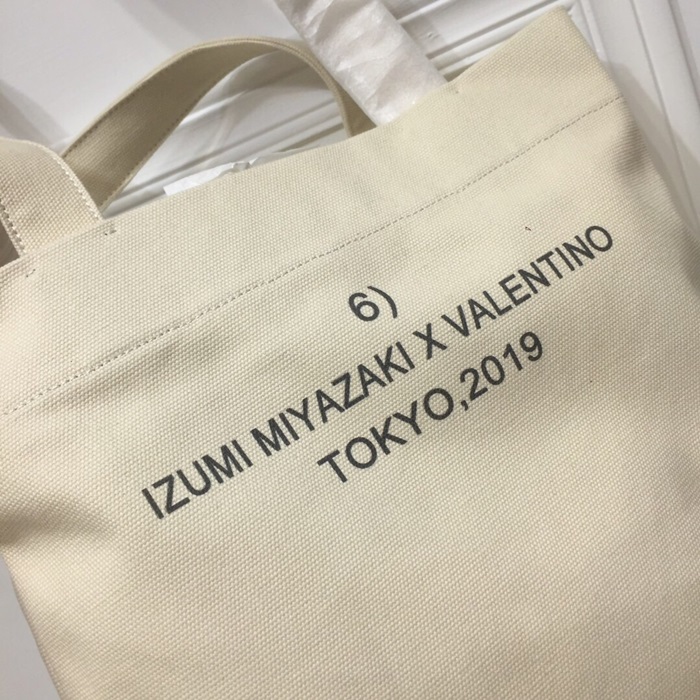 6)
IZUMI MIYAZAKI X VALENTINO
TOKYO,2019